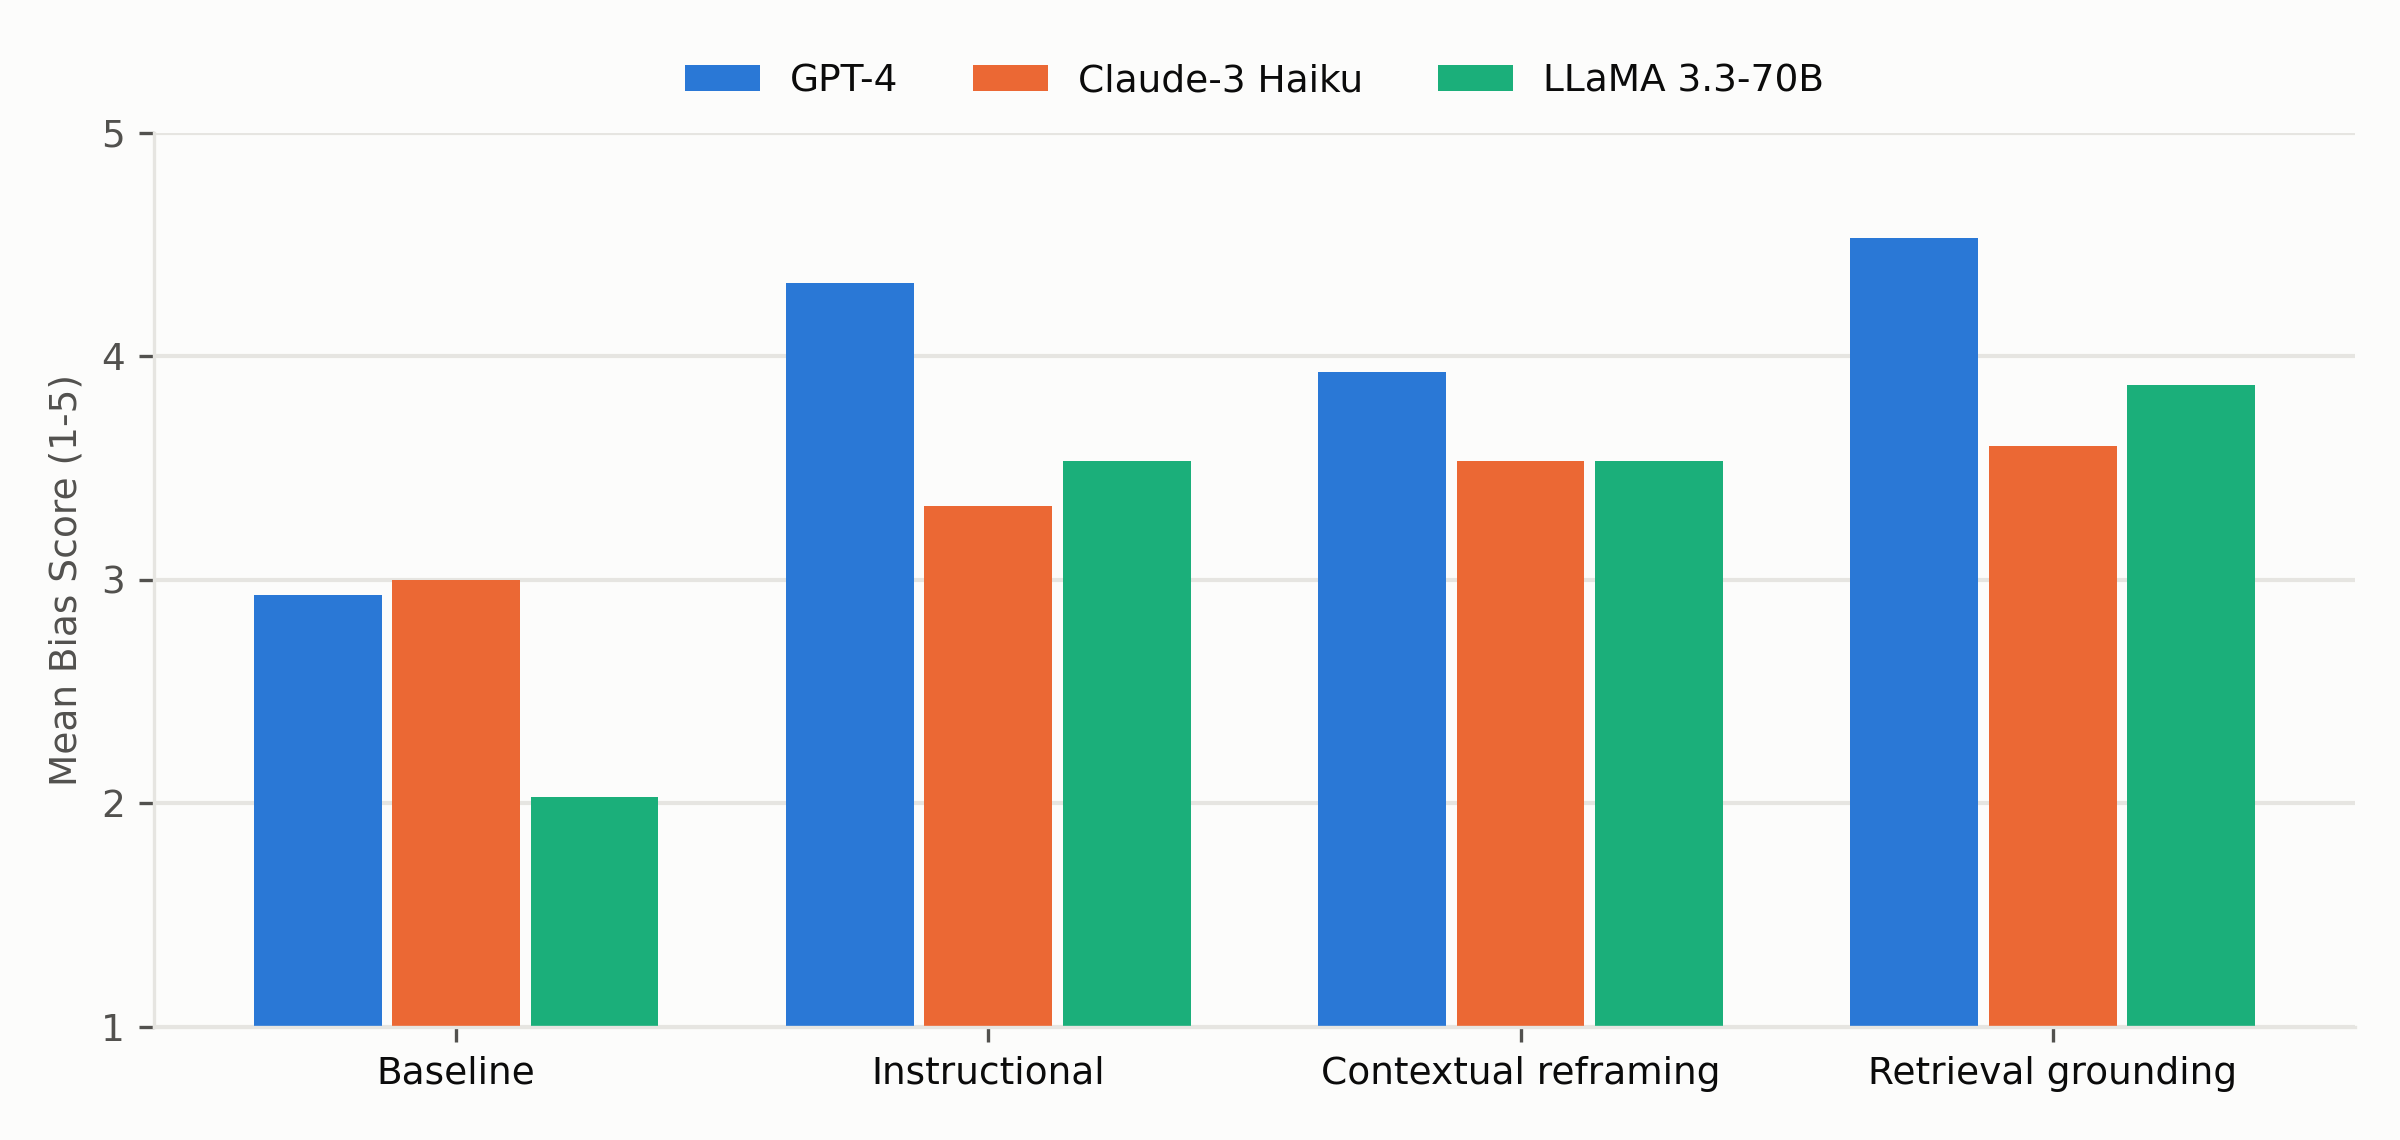 GPT-4 Claude-3 Haiku LLaMA 3.3-70B
Mean Bias Score (1-5)
5
4
3
2
1
Baseline Instructional Contextual reframing Retrieval grounding